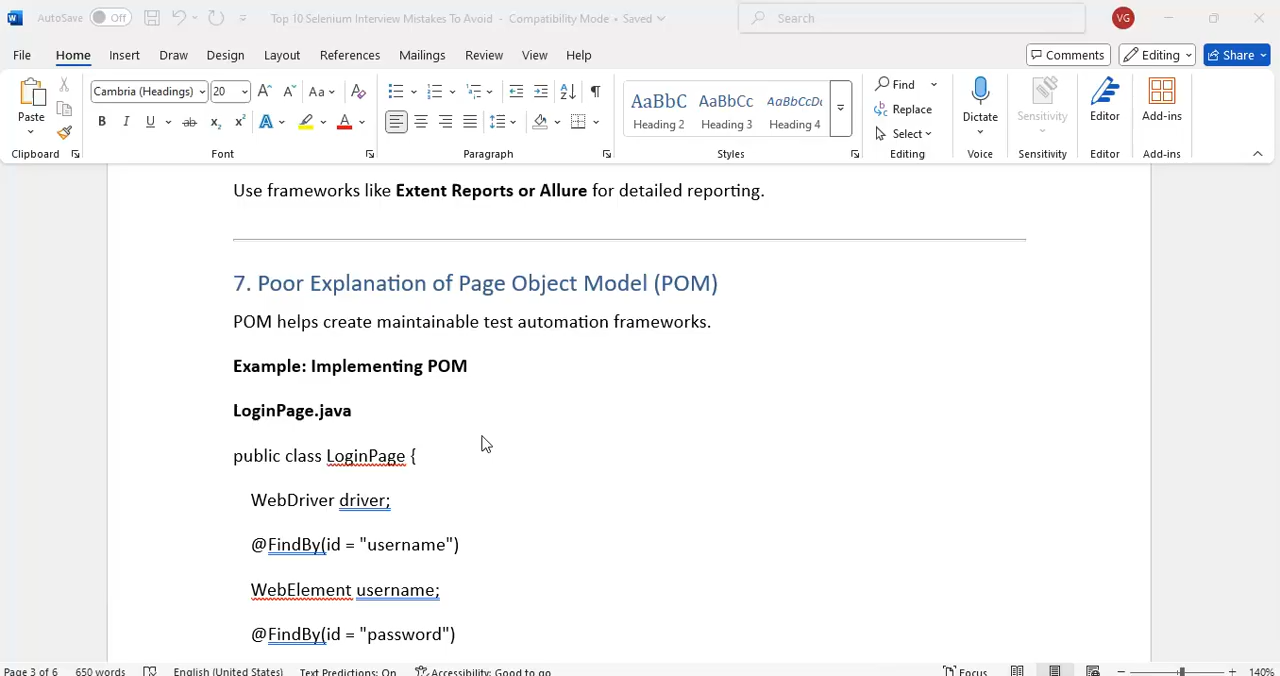 AutoSave Off Top 10 Selenium Interview Mistakes To Avoid - Compatibility Mode • Saved Search VG
File Home Insert Draw Design Layout References Mailings Review View Help Comments Editing Share
Paste Cambria (Headings) 20 Aa AaBbC AaBbCc AaBbCcDı Find Replace Select Dictate Sensitivity Editor Add-ins
B I U ab x₂ x² A A Heading 2 Heading 3 Heading 4
Clipboard Font Paragraph Styles Editing Voice Sensitivity Editor Add-ins
Use frameworks like Extent Reports or Allure for detailed reporting.
7. Poor Explanation of Page Object Model (POM)
POM helps create maintainable test automation frameworks.
Example: Implementing POM
LoginPage.java
public class LoginPage {
WebDriver driver;
@FindBy(id = "username")
WebElement username;
@FindBy(id = "password")
Page 3 of 6 650 words English (United States) Text Predictions: On Accessibility: Good to go Focus 140%